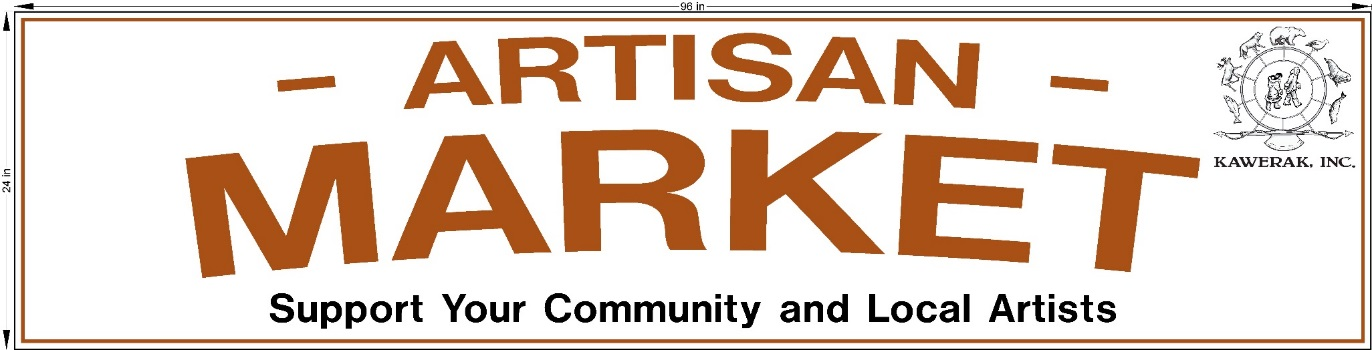 96 in
24 in
- ARTISAN -
MARKET
KAWERAK, INC.
Support Your Community and Local Artists